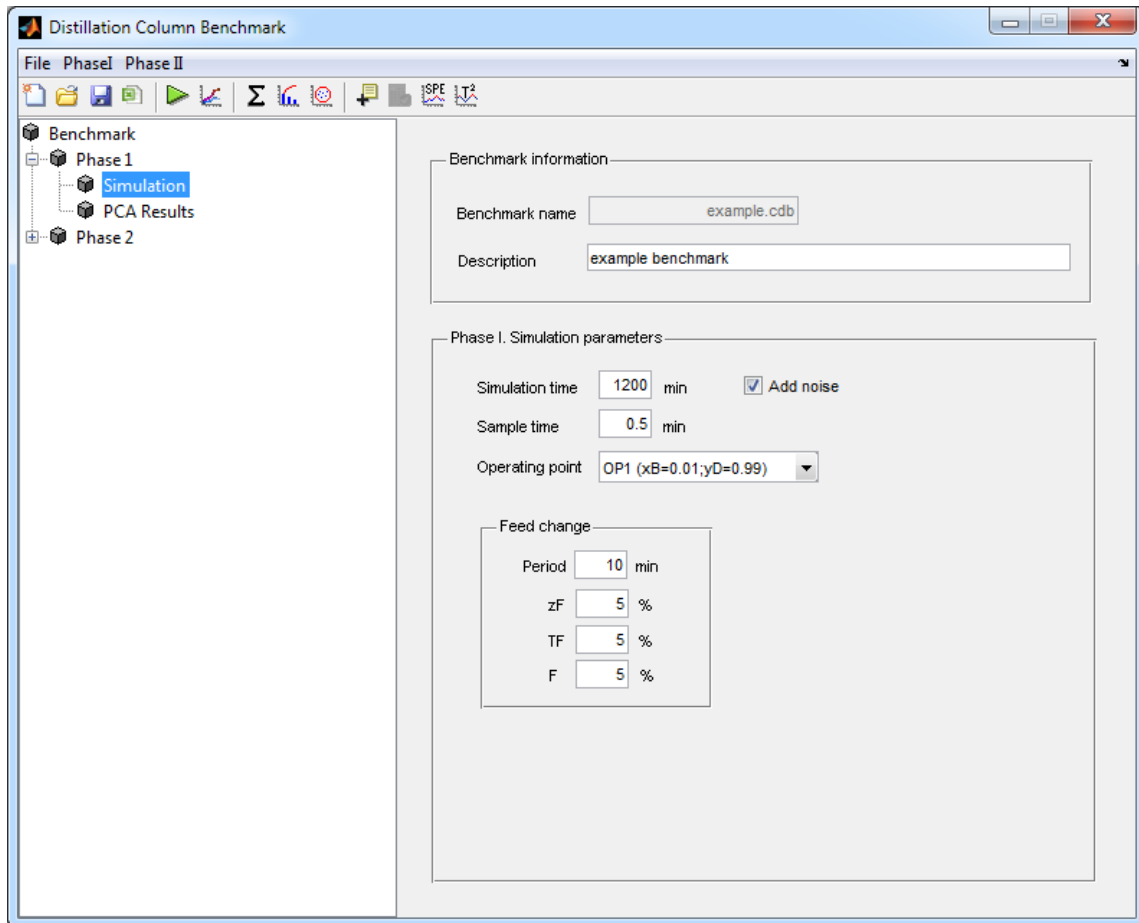 Distillation Column Benchmark
File PhaseI Phase II
Σ SPE T²
Benchmark
Phase 1
Simulation
PCA Results
Phase 2
Benchmark information
Benchmark name example.cdb
Description example benchmark
Phase I. Simulation parameters
Simulation time 1200 min Add noise
Sample time 0.5 min
Operating point OP1 (xB=0.01;yD=0.99)
Feed change
Period 10 min
zF 5 %
TF 5 %
F 5 %